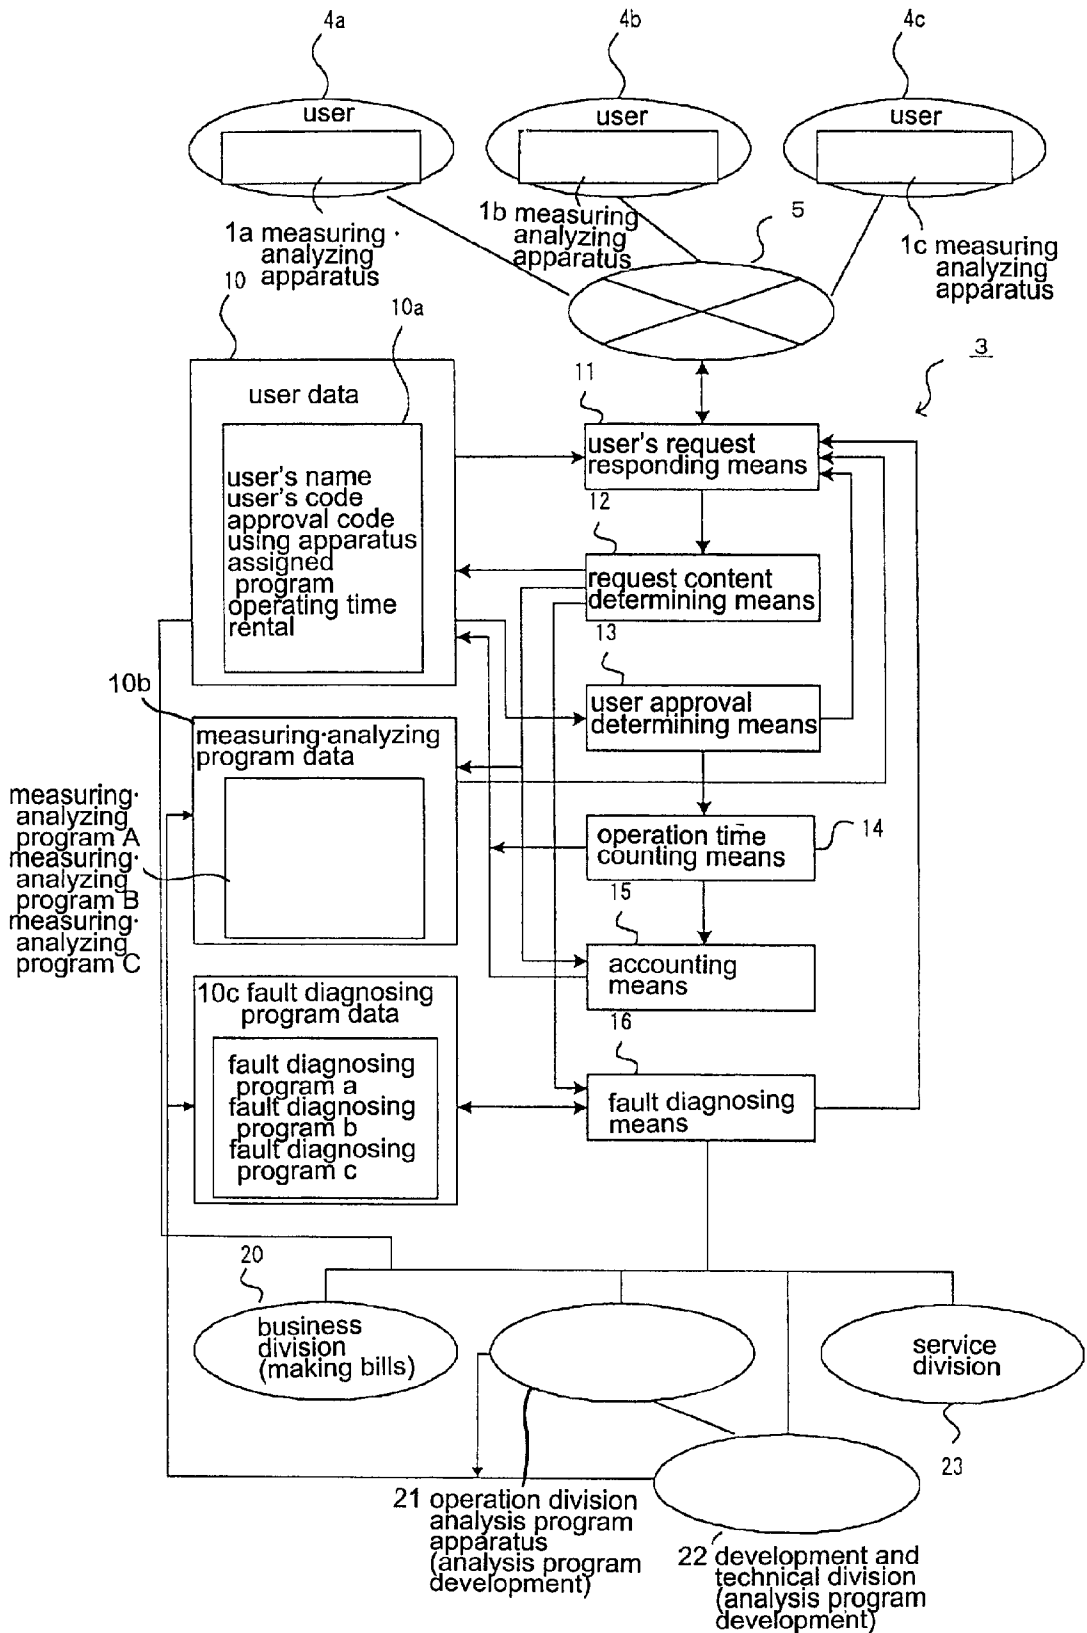 4a
4b
4c
user
user
user
1a measuring·
analyzing
apparatus
1b measuring
analyzing
apparatus
5
1c measuring
analyzing
apparatus
10
10a
3
user data
11
user's request
responding means
user's name
user's code
approval code
using apparatus
assigned
program
operating time
rental
12
request content
determining means
13
10b
user approval
determining means
measuring·analyzing
program data
measuring·
analyzing
program A
measuring·
analyzing
program B
measuring·
analyzing
program C
operation time
counting means
14
15
accounting
means
10c fault diagnosing
program data
16
fault diagnosing
program a
fault diagnosing
program b
fault diagnosing
program c
fault diagnosing
means
20
business
division
(making bills)
service
division
23
21 operation division
analysis program
apparatus
(analysis program
development)
22 development and
technical division
(analysis program
development)